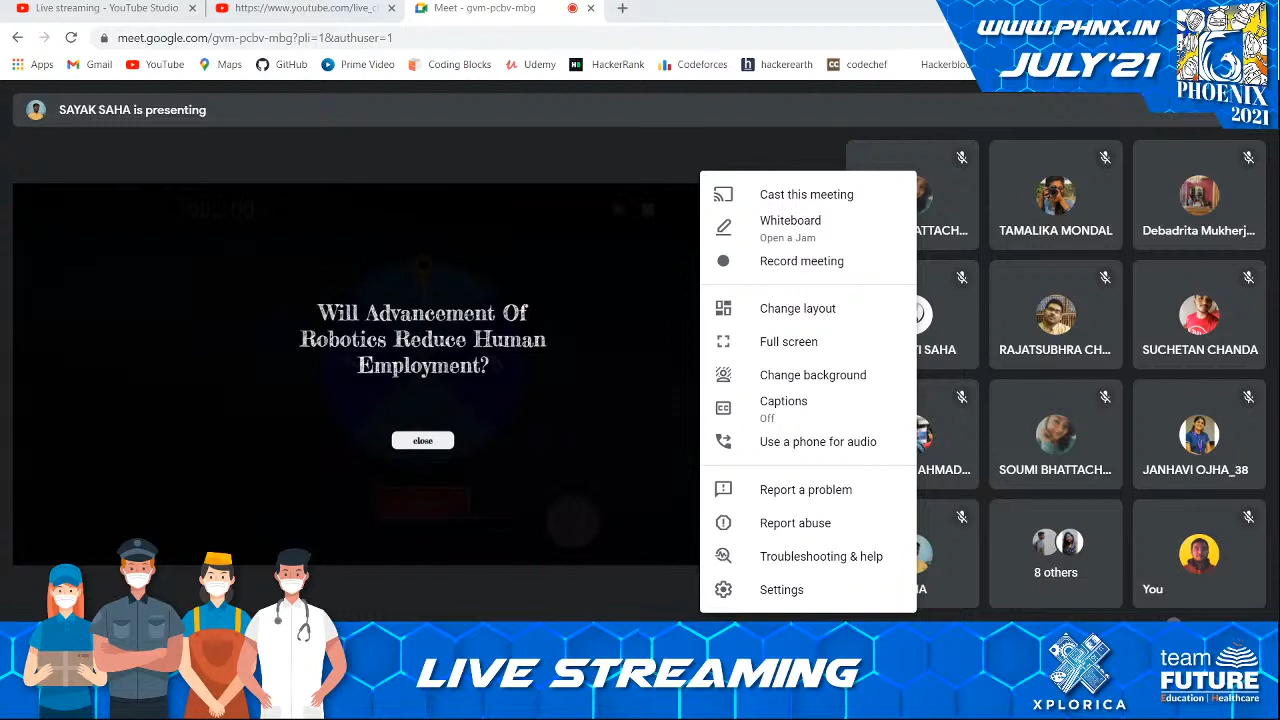 Live streaming - YouTube Studio
https://www.youtube.com/live_cl
Meet - gvm-pcbv-mbg
meet.google.com/gvm-pcbv-mbg?pli=1&authuser=1
Apps
Gmail
YouTube
Maps
GitHub
Prime Video
Coding Blocks
Udemy
HackerRank
Codeforces
hackerearth
codechef
WWW.PHNX.IN
JULY'21
PHOENIX
2021
SAYAK SAHA is presenting
Will Advancement Of
Robotics Reduce Human
Employment?
close
Cast this meeting
Whiteboard
Open a Jam
Record meeting
Change layout
Full screen
Change background
Captions
Off
Use a phone for audio
Report a problem
Report abuse
Troubleshooting & help
Settings
TAMALIKA MONDAL
Debadrita Mukherj...
SAHA
RAJATSUBHRA CH...
SUCHETAN CHANDA
SOUMI BHATTACH...
JANHAVI OJHA_38
8 others
You
LIVE STREAMING
XPLORICA
team
FUTURE
Education | Healthcare